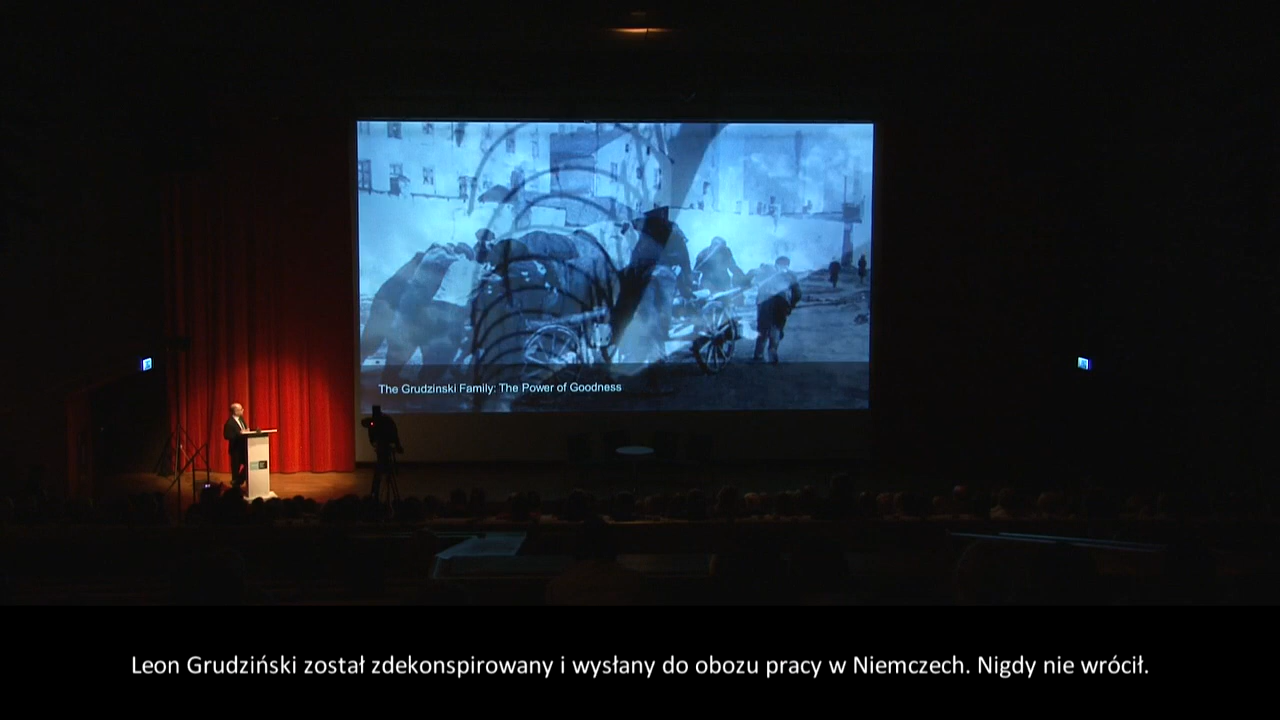 The Grudzinski Family: The Power of Goodness
Leon Grudziński został zdekonspirowany i wysłany do obozu pracy w Niemczech. Nigdy nie wrócił.